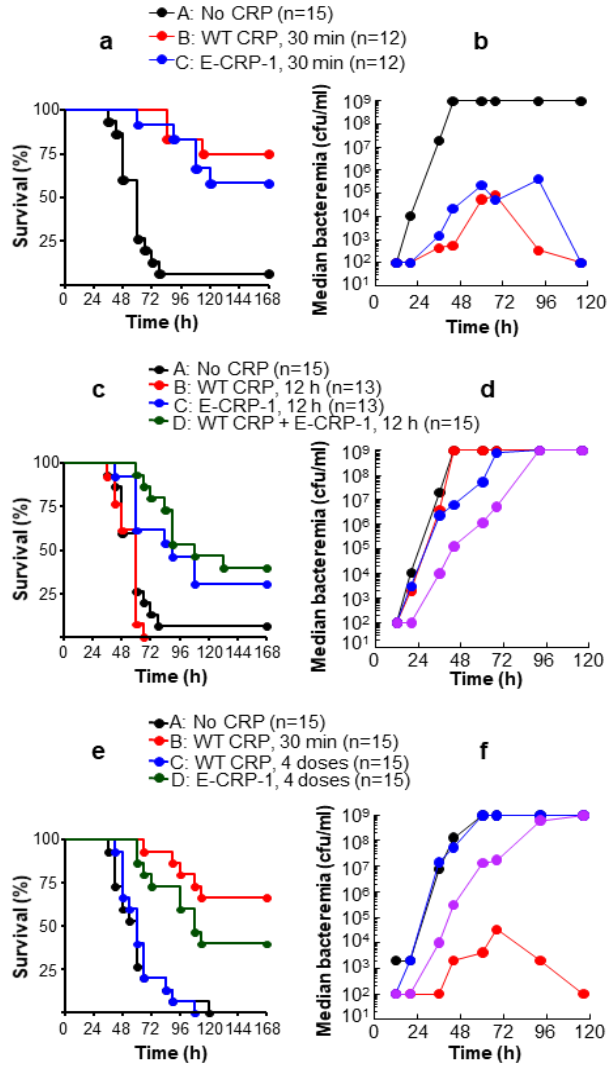 A: No CRP (n=15)
a
B: WT CRP, 30 min (n=12)
b
C: E-CRP-1, 30 min (n=12)
Survival (%)
100
75
50
25
0 24 48 72 96 120 144 168
Time (h)
Median bacteremia (cfu/ml)
10⁹
10⁸
10⁷
10⁶
10⁵
10⁴
10³
10²
10¹
0 24 48 72 96 120
Time (h)
A: No CRP (n=15)
c
B: WT CRP, 12 h (n=13)
d
C: E-CRP-1, 12 h (n=13)
D: WT CRP + E-CRP-1, 12 h (n=15)
Survival (%)
100
75
50
25
0 24 48 72 96 120 144 168
Time (h)
Median bacteremia (cfu/ml)
10⁹
10⁸
10⁷
10⁶
10⁵
10⁴
10³
10²
10¹
0 24 48 72 96 120
Time (h)
A: No CRP (n=15)
e
B: WT CRP, 30 min (n=15)
f
C: WT CRP, 4 doses (n=15)
D: E-CRP-1, 4 doses (n=15)
Survival (%)
100
75
50
25
0 24 48 72 96 120 144 168
Time (h)
Median bacteremia (cfu/ml)
10⁹
10⁸
10⁷
10⁶
10⁵
10⁴
10³
10²
10¹
0 24 48 72 96 120
Time (h)